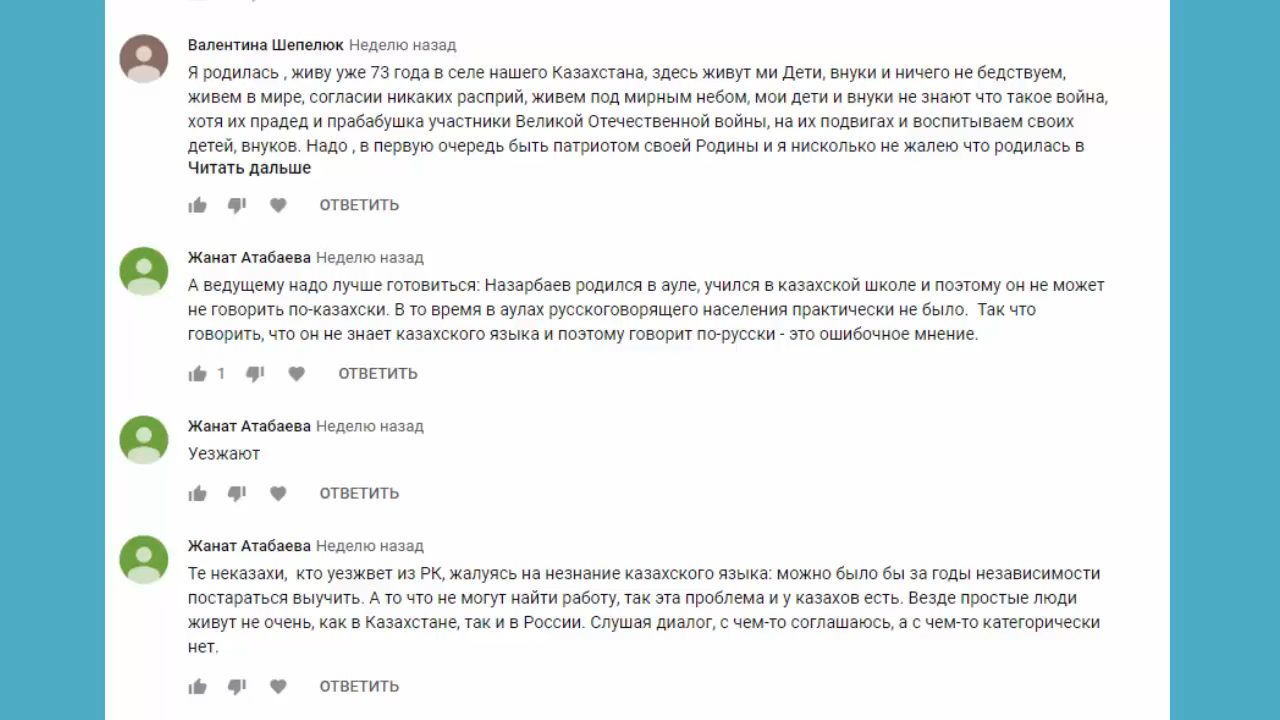 Валентина Шепелюк Неделю назад
Я родилась , живу уже 73 года в селе нашего Казахстана, здесь живут ми Дети, внуки и ничего не бедствуем,
живем в мире, согласии никаких расприй, живем под мирным небом, мои дети и внуки не знают что такое война,
хотя их прадед и прабабушка участники Великой Отечественной войны, на их подвигах и воспитываем своих
детей, внуков. Надо , в первую очередь быть патриотом своей Родины и я нисколько не жалею что родилась в
Читать дальше
ОТВЕТИТЬ
Жанат Атабаева Неделю назад
А ведущему надо лучше готовиться: Назарбаев родился в ауле, учился в казахской школе и поэтому он не может
не говорить по-казахски. В то время в аулах русскоговорящего населения практически не было.  Так что
говорить, что он не знает казахского языка и поэтому говорит по-русски - это ошибочное мнение.
1 ОТВЕТИТЬ
Жанат Атабаева Неделю назад
Уезжают
ОТВЕТИТЬ
Жанат Атабаева Неделю назад
Те неказахи,  кто уезжвет из РК, жалуясь на незнание казахского языка: можно было бы за годы независимости
постараться выучить. А то что не могут найти работу, так эта проблема и у казахов есть. Везде простые люди
живут не очень, как в Казахстане, так и в России. Слушая диалог, с чем-то соглашаюсь, а с чем-то категорически
нет.
ОТВЕТИТЬ